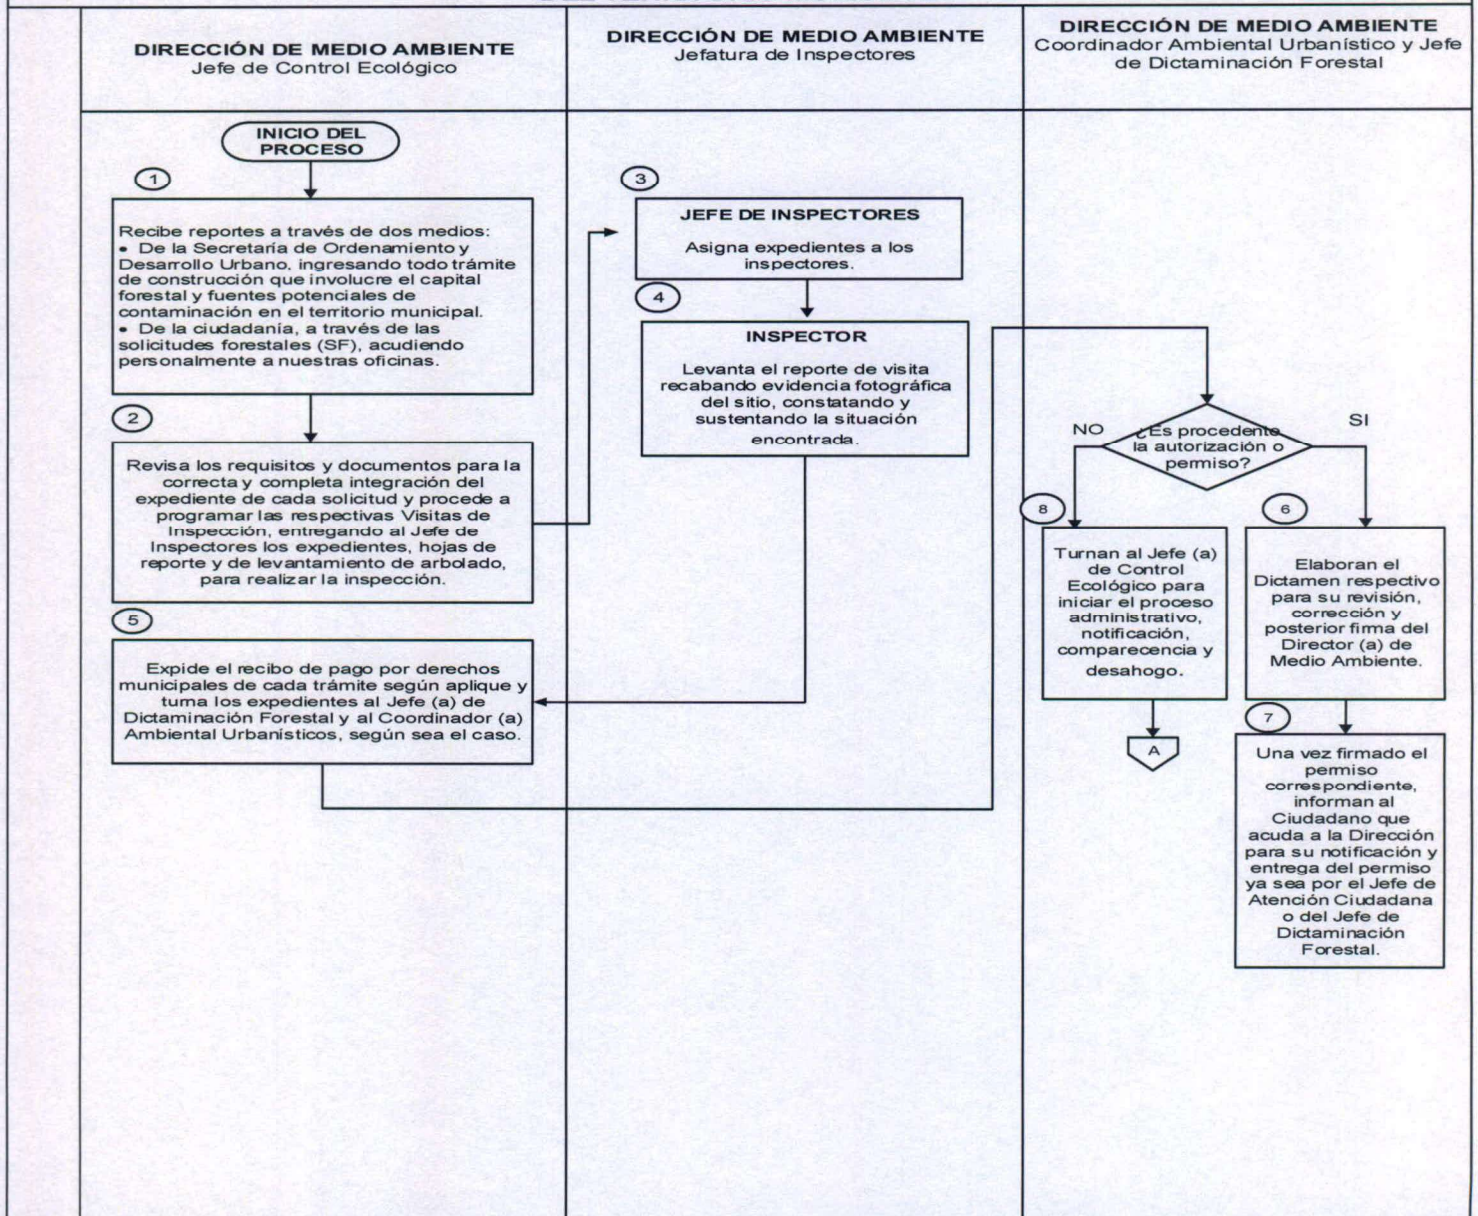 DIRECCIÓN DE MEDIO AMBIENTE
Jefe de Control Ecológico
DIRECCIÓN DE MEDIO AMBIENTE
Jefatura de Inspectores
DIRECCIÓN DE MEDIO AMBIENTE
Coordinador Ambiental Urbanístico y Jefe
de Dictaminación Forestal
INICIO DEL
PROCESO
1
Recibe reportes a través de dos medios:
• De la Secretaría de Ordenamiento y
Desarrollo Urbano, ingresando todo trámite
de construcción que involucre el capital
forestal y fuentes potenciales de
contaminación en el territorio municipal.
• De la ciudadanía, a través de las
solicitudes forestales (SF), acudiendo
personalmente a nuestras oficinas.
2
Revisa los requisitos y documentos para la
correcta y completa integración del
expediente de cada solicitud y procede a
programar las respectivas Visitas de
Inspección, entregando al Jefe de
Inspectores los expedientes, hojas de
reporte y de levantamiento de arbolado,
para realizar la inspección.
3
JEFE DE INSPECTORES
Asigna expedientes a los
inspectores.
4
INSPECTOR
Levanta el reporte de visita
recabando evidencia fotográfica
del sitio, constatando y
sustentando la situación
encontrada.
5
Expide el recibo de pago por derechos
municipales de cada trámite según aplique y
turna los expedientes al Jefe (a) de
Dictaminación Forestal y al Coordinador (a)
Ambiental Urbanísticos, según sea el caso.
¿Es procedente
la autorización o
permiso?
NO
SI
8
Turnan al Jefe (a)
de Control
Ecológico para
iniciar el proceso
administrativo,
notificación,
comparecencia y
desahogo.
A
6
Elaboran el
Dictamen respectivo
para su revisión,
corrección y
posterior firma del
Director (a) de
Medio Ambiente.
7
Una vez firmado el
permiso
correspondiente,
informan al
Ciudadano que
acuda a la Dirección
para su notificación y
entrega del permiso
ya sea por el Jefe de
Atención Ciudadana
o del Jefe de
Dictaminación
Forestal.